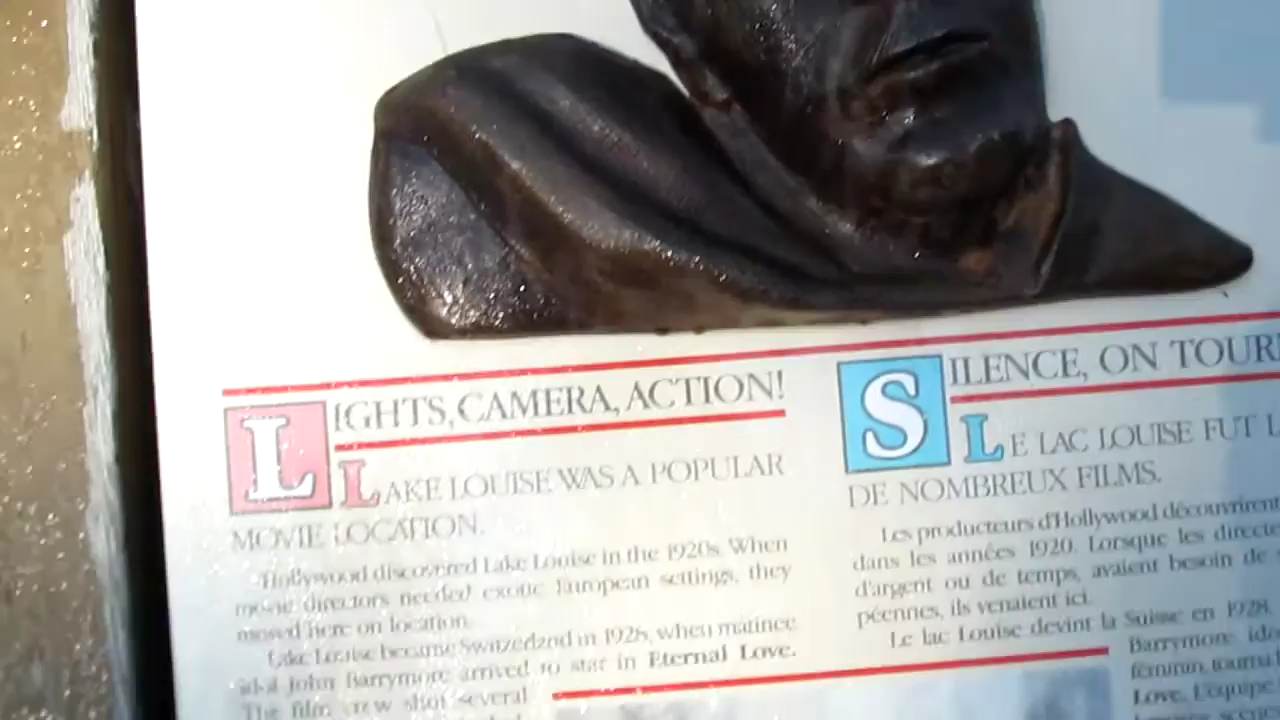 LIGHTS, CAMERA, ACTION!
LAKE LOUISE WAS A POPULAR
MOVIE LOCATION.
Hollywood discovered Lake Louise in the 1920s. When
movie directors needed exotic European settings, they
moved here on location.
Lake Louise became Switzerland in 1928, when matinee
idol John Barrymore arrived to star in Eternal Love.
The film crew shot several
SILENCE, ON TOUR
LE LAC LOUISE FUT L
DE NOMBREUX FILMS.
Les producteurs d'Hollywood découvrirent
dans les années 1920. Lorsque les directe
d'argent ou de temps, avaient besoin de
péennes, ils venaient ici.
Le lac Louise devint la Suisse en 1928,
Barrymore, ido
féminin, tourna
Love. L'équipe